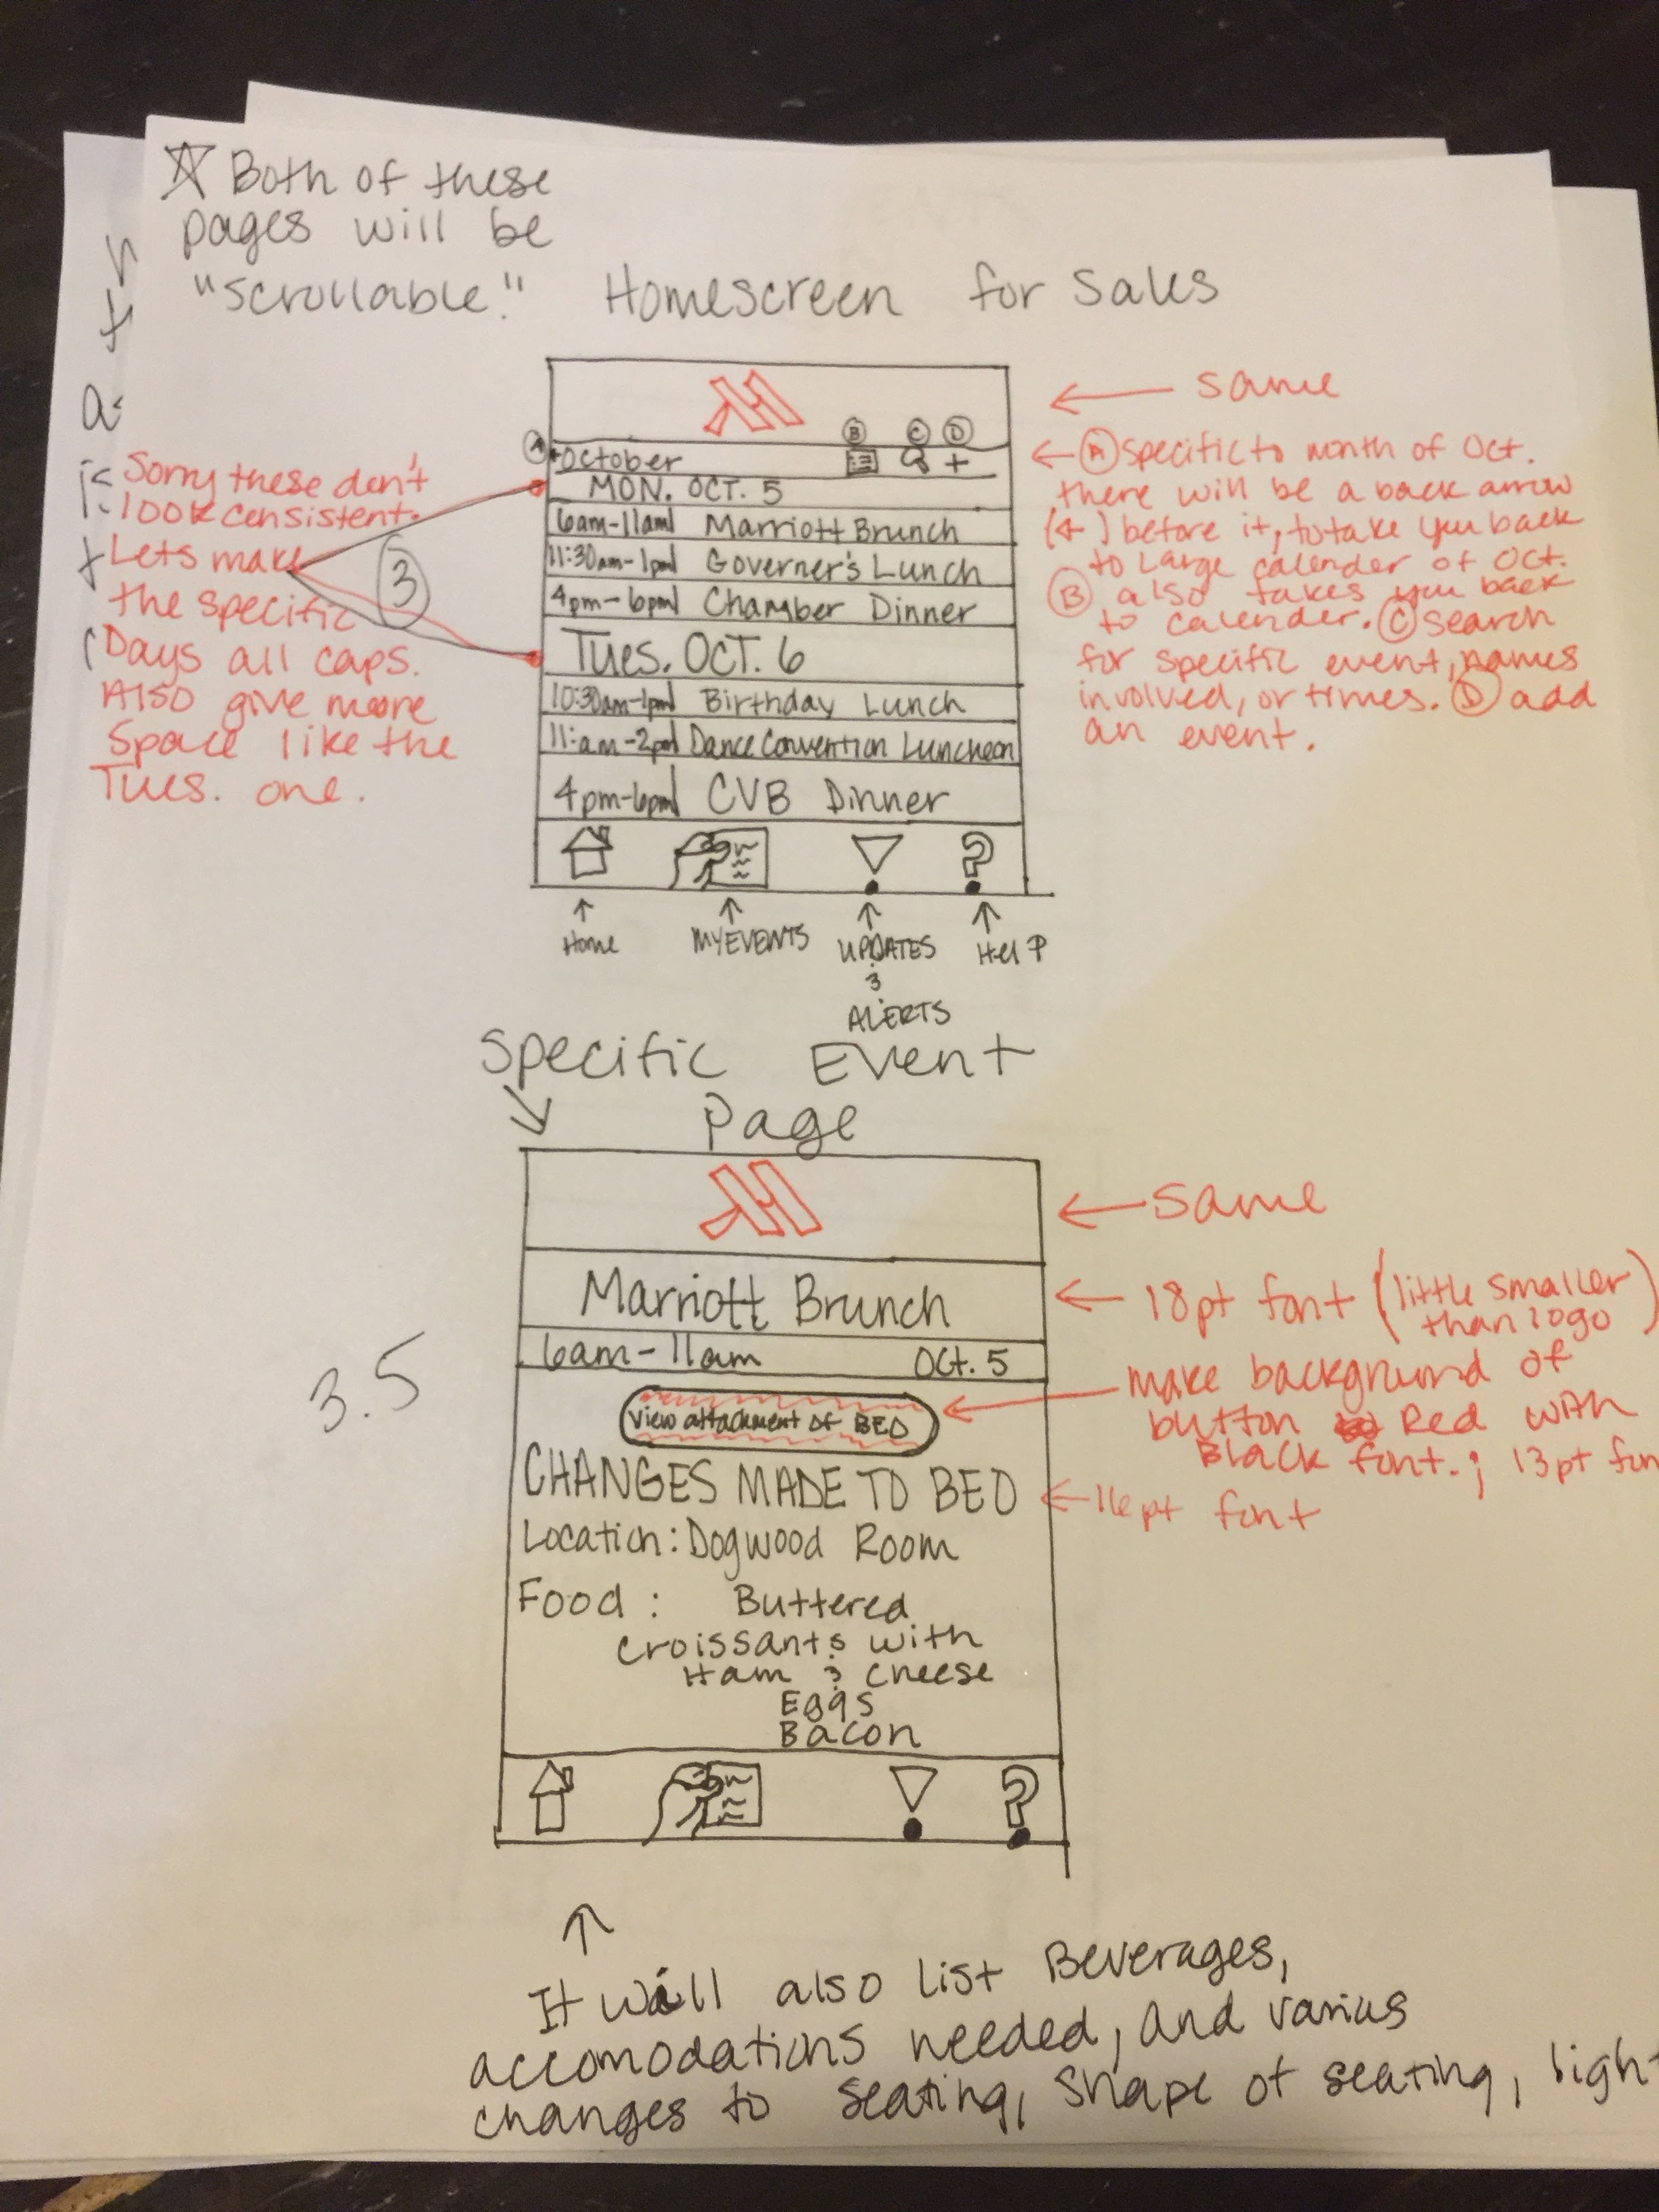 ☆ Both of these
pages will be
"scrollable."
Homescreen for Sales
← same
October
B
C
D
A
+
MON. OCT. 5
6am-11am Marriott Brunch
11:30am-1pm Governer's Lunch
4pm-6pm Chamber Dinner
Tues. OCT. 6
10:30am-1pm Birthday Lunch
11:am-2pm Dance Convention Luncheon
4pm-6pm CVB Dinner
?
↑ Home
↑ MY EVENTS
↑ UPDATES
&
ALERTS
↑ HELP
Sorry these don't
look consistent.
Lets make
the specific
Days all caps.
Also give more
space like the
Tues. one.
3
← A specific to month of Oct.
there will be a back arrow
(←) before it, to take you back
to large calender of Oct.
B also takes you back
to calender. C search
for specific event, names
involved, or times. D add
an event.
Specific Event
Page
← same
Marriott Brunch
← 18pt font (little smaller
than logo)
6am-11am OCT. 5
View attachment of BEO
← make background of
button Red with
Black font.; 13pt
CHANGES MADE TO BEO
← 16pt font
Location: Dogwood Room
Food: Buttered
croissants with
Ham & cheese
Eggs
Bacon
?
3.5
↑
It will also list Beverages,
accomodations needed, and varius
changes to seating, shape of seating,